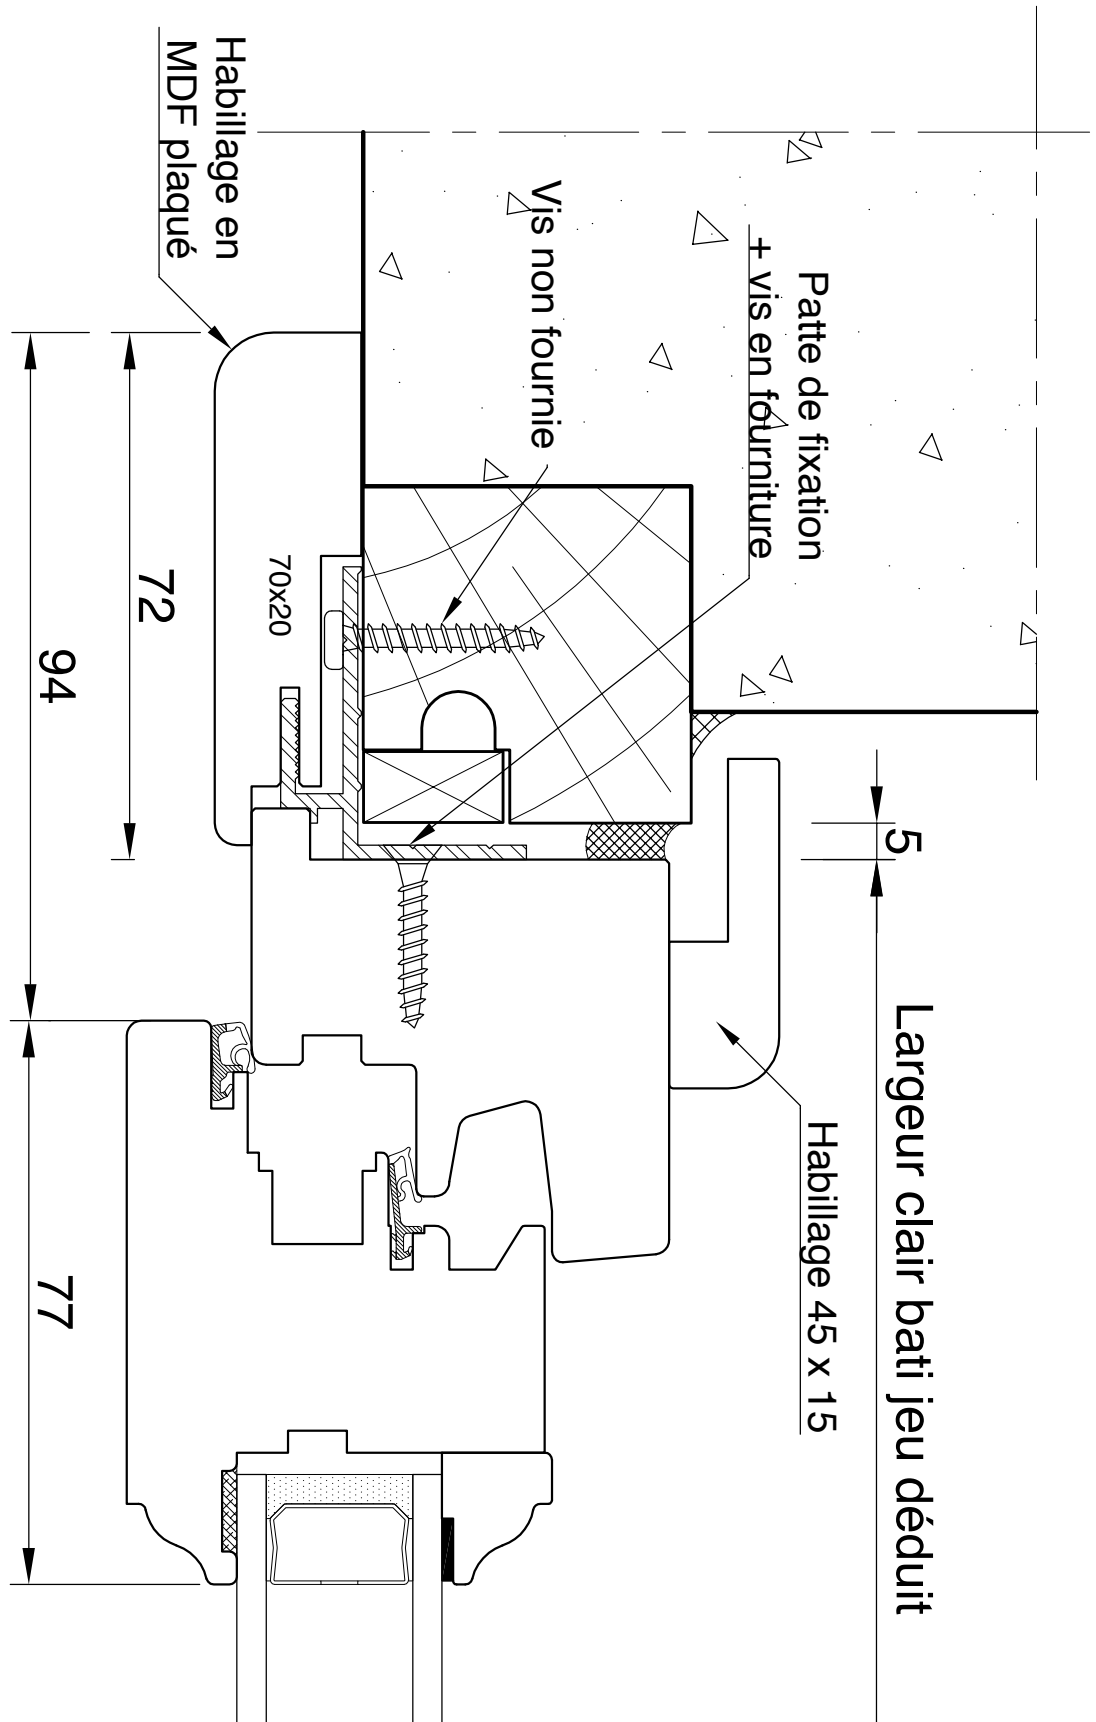 Largeur clair bati jeu déduit
5
Habillage 45 x 15
Patte de fixation
+ vis en fourniture
Vis non fournie
70x20
Habillage en
MDF plaqué
72
94
77